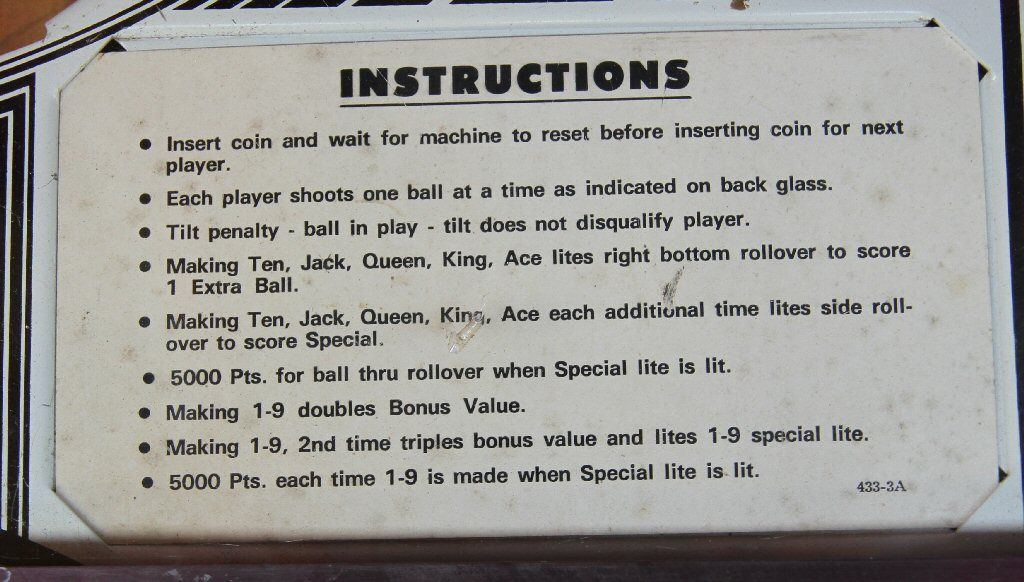 INSTRUCTIONS
• Insert coin and wait for machine to reset before inserting coin for next
player.
• Each player shoots one ball at a time as indicated on back glass.
• Tilt penalty - ball in play - tilt does not disqualify player.
• Making Ten, Jack, Queen, King, Ace lites right bottom rollover to score
1 Extra Ball.
• Making Ten, Jack, Queen, King, Ace each additional time lites side roll-
over to score Special.
• 5000 Pts. for ball thru rollover when Special lite is lit.
• Making 1-9 doubles Bonus Value.
• Making 1-9, 2nd time triples bonus value and lites 1-9 special lite.
• 5000 Pts. each time 1-9 is made when Special lite is lit.
433-3A